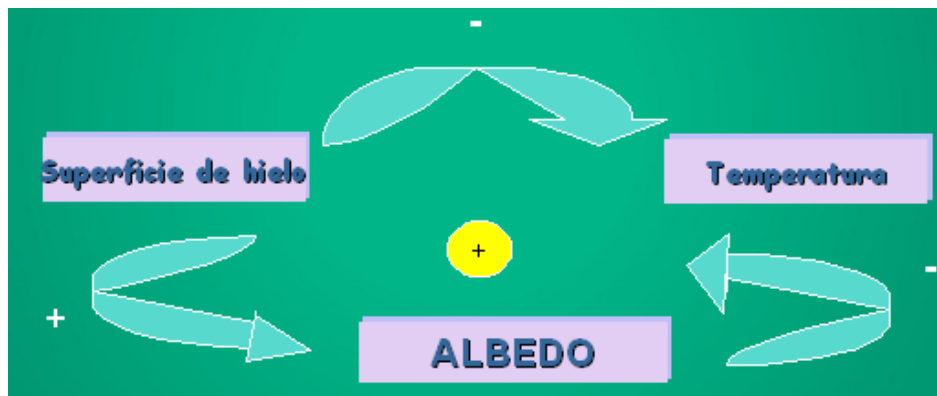 -
Superficie de hielo
Temperatura
+
-
+
ALBEDO